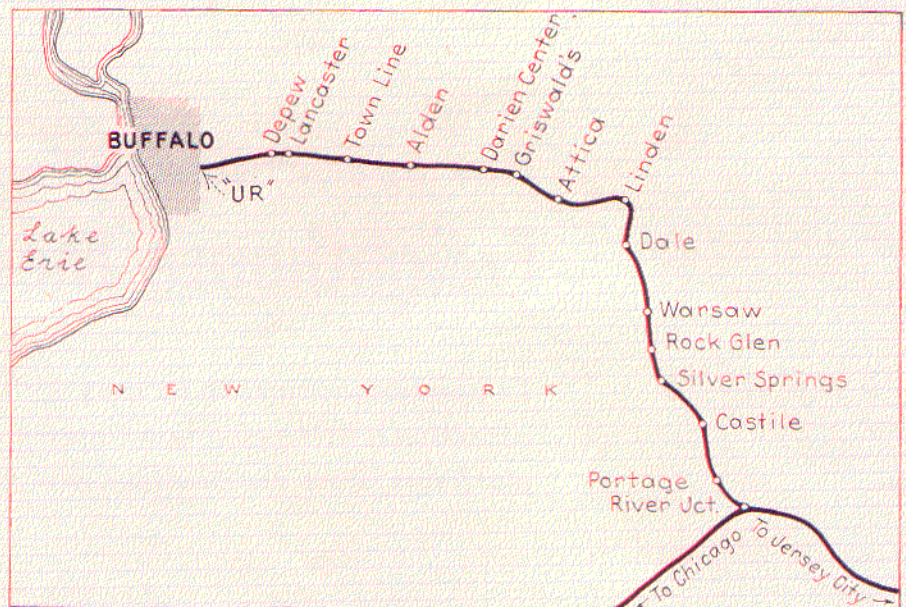 BUFFALO
"UR"
Depew
Lancaster
Town Line
Alden
Darien Center.
Griswald's
Attica
Linden
Lake
Erie
Dale
Warsaw
Rock Glen
NEW YORK
Silver Springs
Castile
Portage
River Jct.
To Chicago
To Jersey City